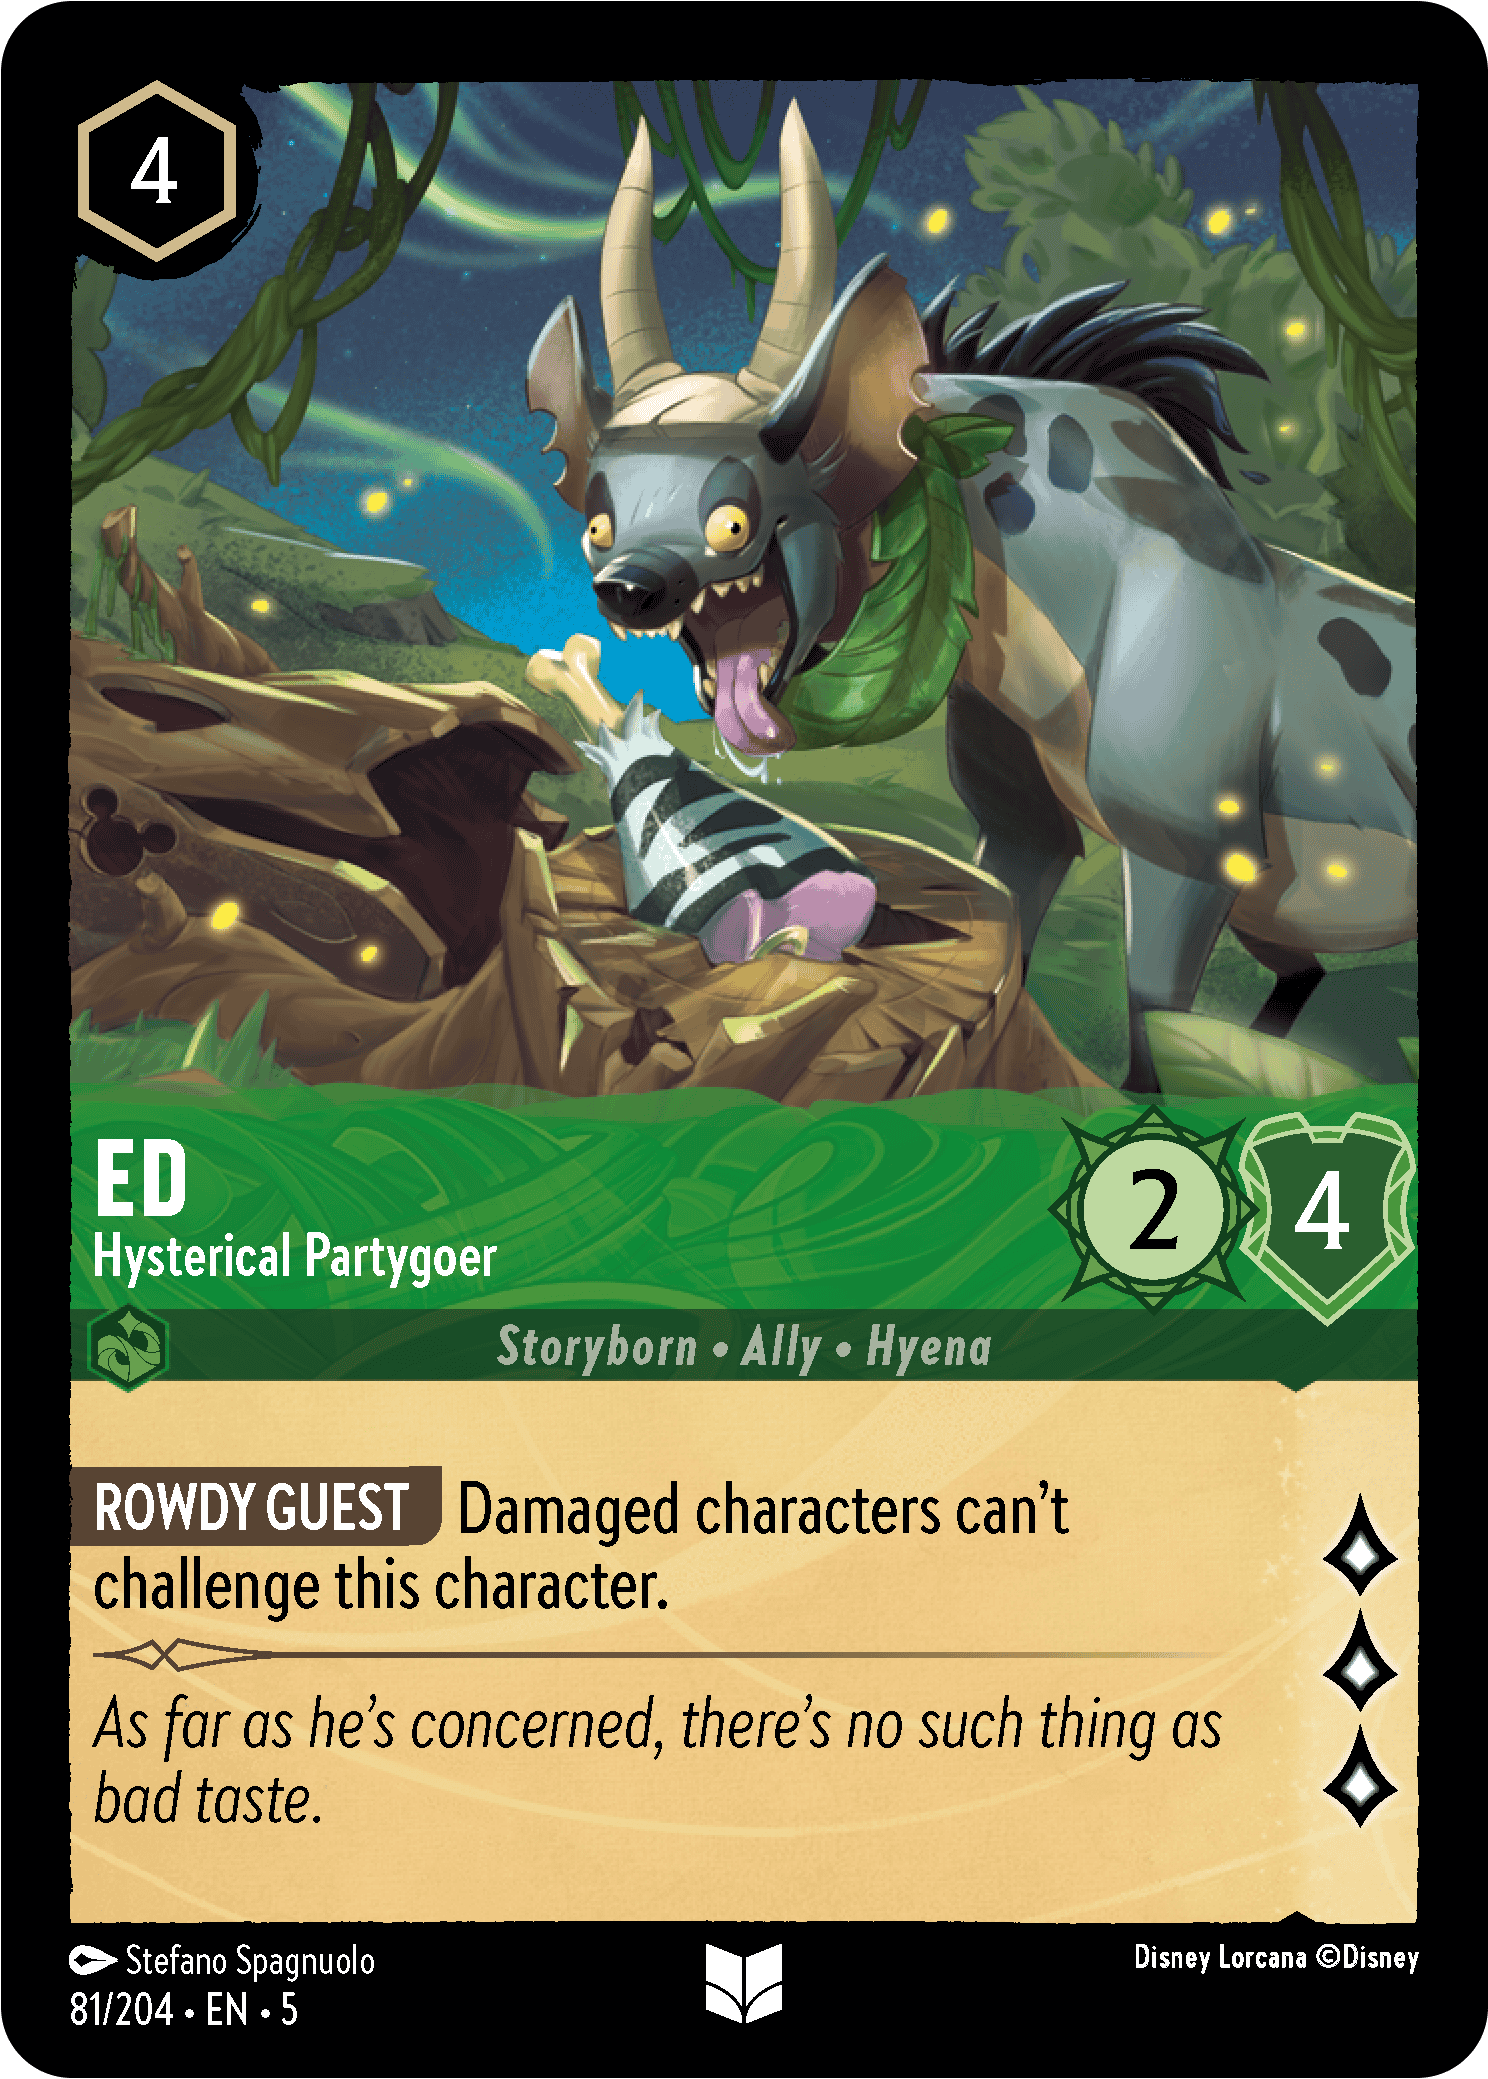 4
ED
Hysterical Partygoer
2
4
Storyborn • Ally • Hyena
ROWDY GUEST Damaged characters can’t
challenge this character.
As far as he’s concerned, there’s no such thing as
bad taste.
Stefano Spagnuolo
81/204 • EN • 5
Disney Lorcana ©Disney